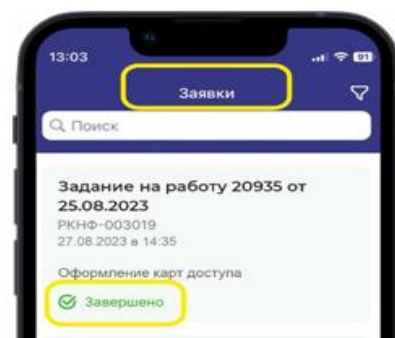 13:03
91
Заявки
Поиск
Задание на работу 20935 от
25.08.2023
РКНФ-003019
27.08.2023 в 14:35
Оформление карт доступа
Завершено